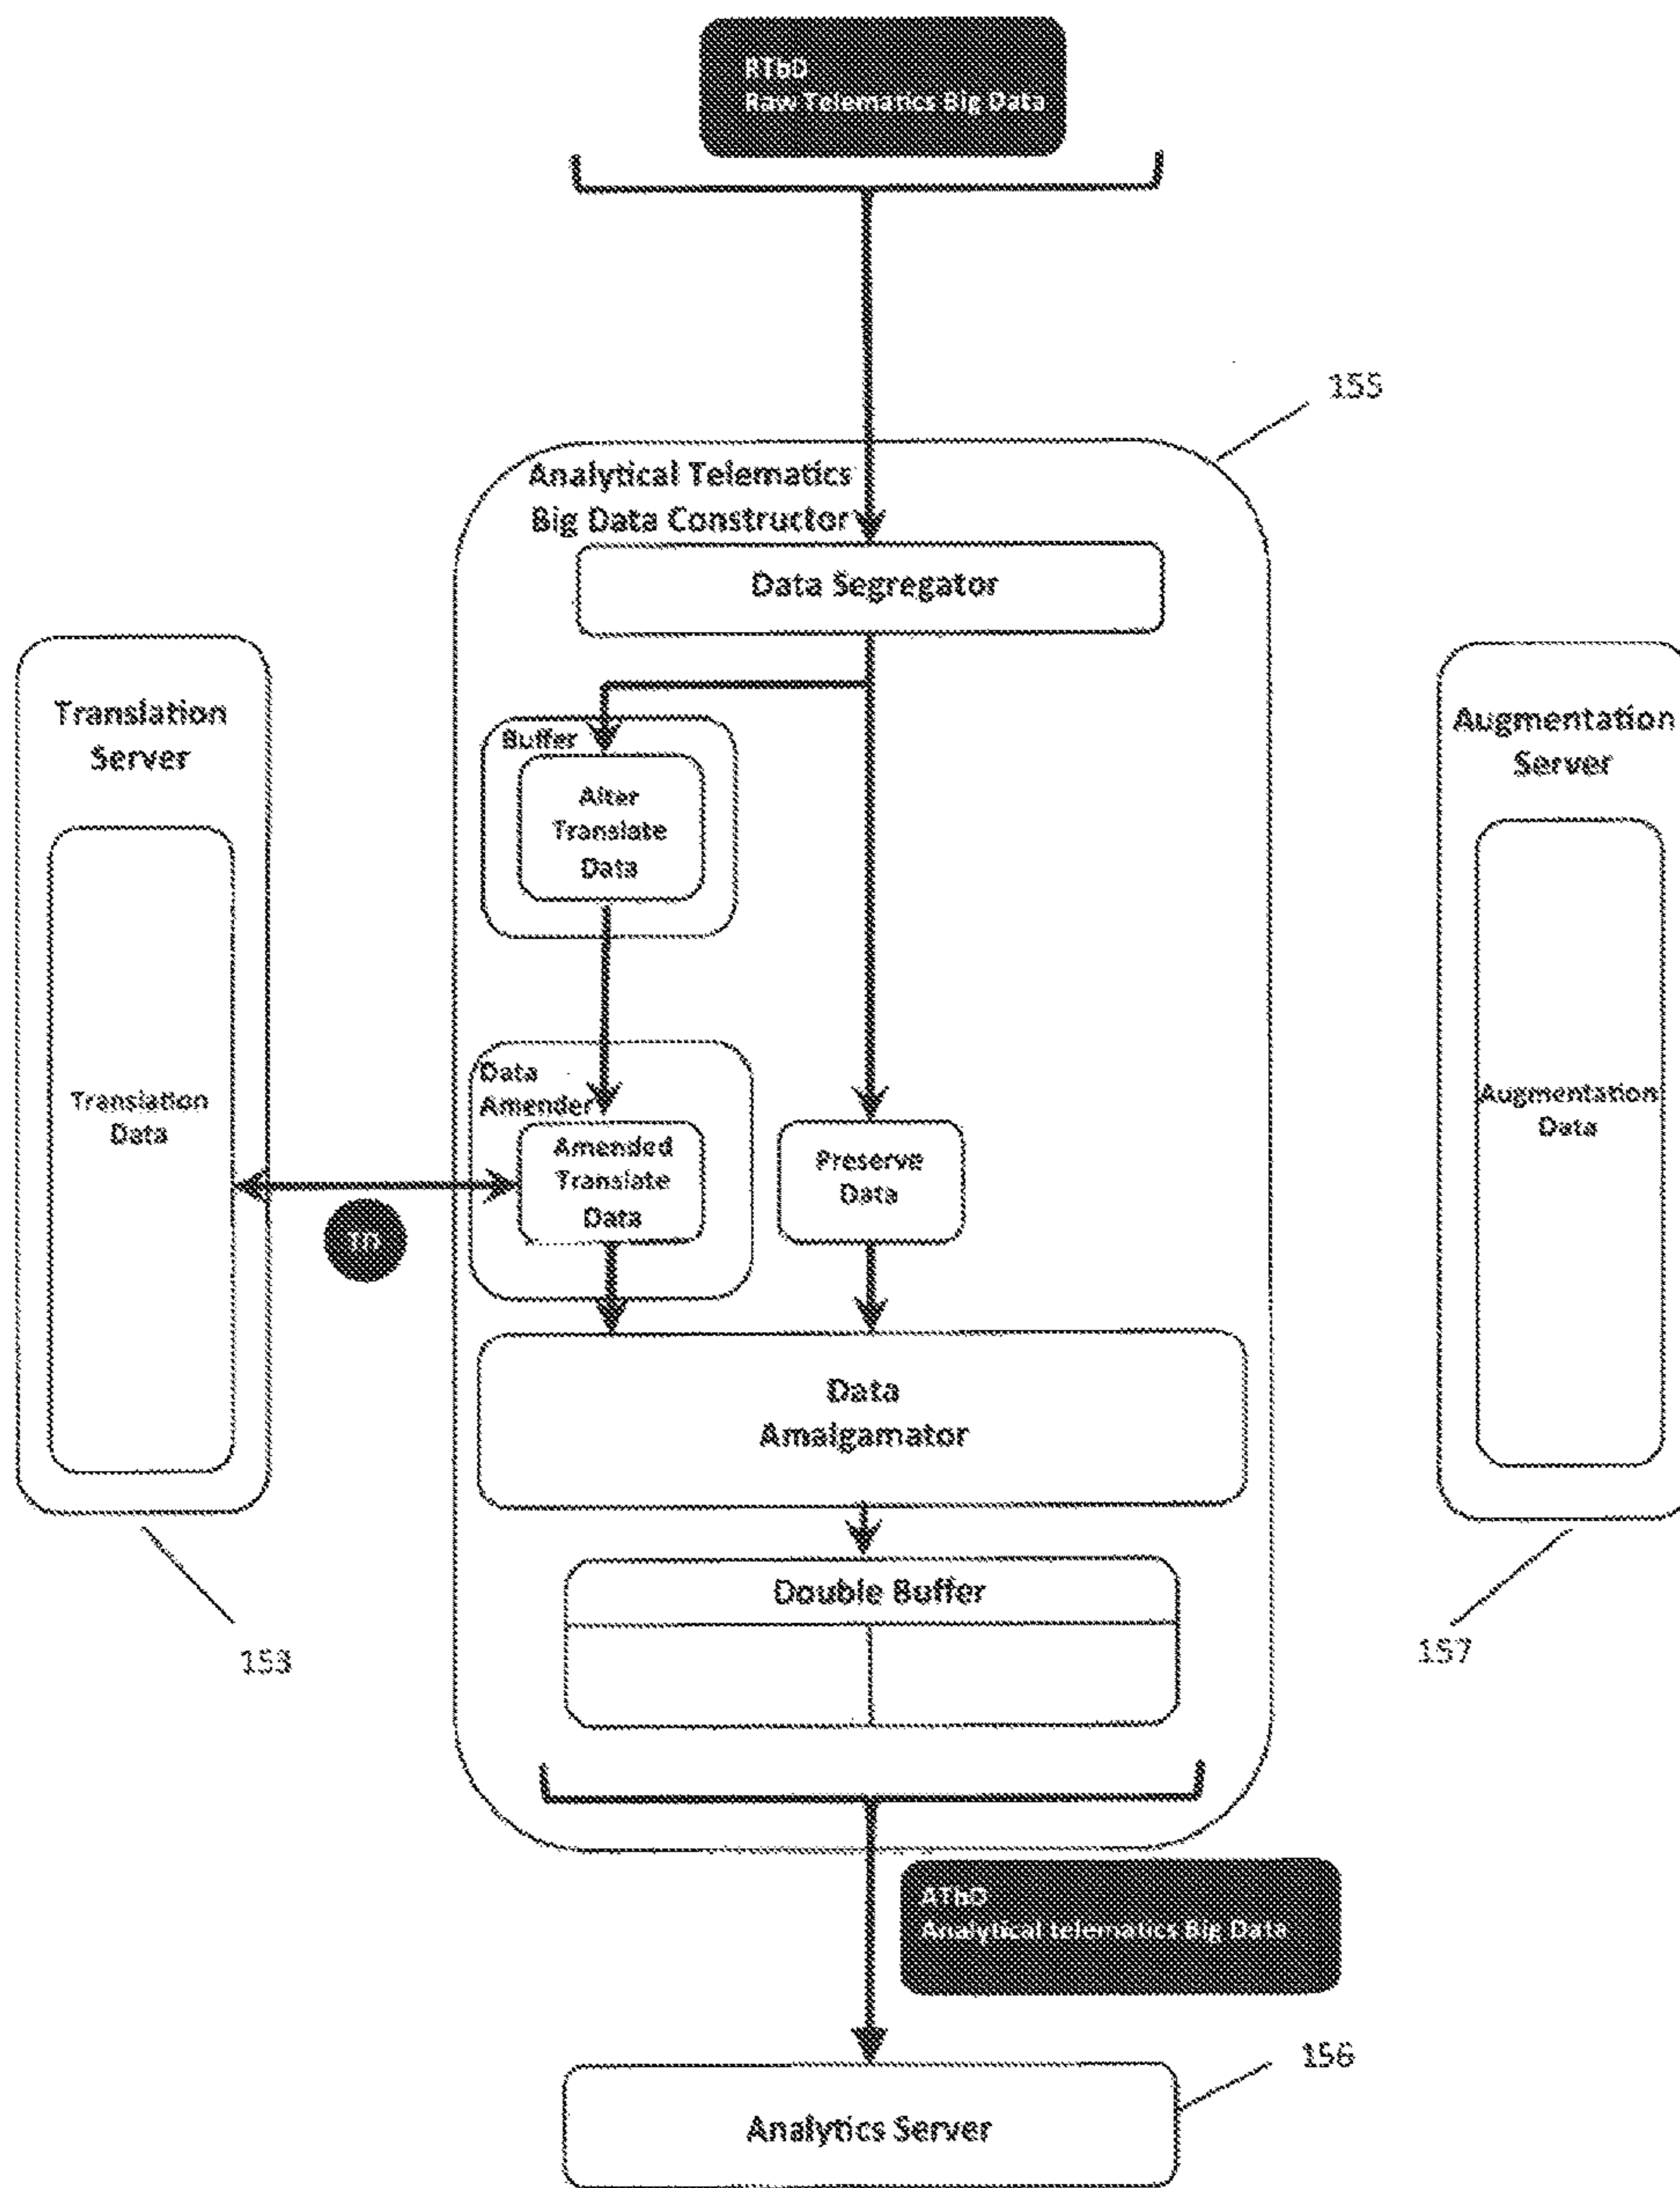 RTbD
Raw Telematics Big Data
155
Analytical Telematics
Big Data Constructor
Data Segregator
Translation
Server
Augmentation
Server
Buffer
Alter
Translate
Data
Translation
Data
Data
Amender
Amended
Translate
Data
Preserve
Data
Augmentation
Data
TD
Data
Amalgamator
Double Buffer
153
157
ATbD
Analytical telematics Big Data
156
Analytics Server